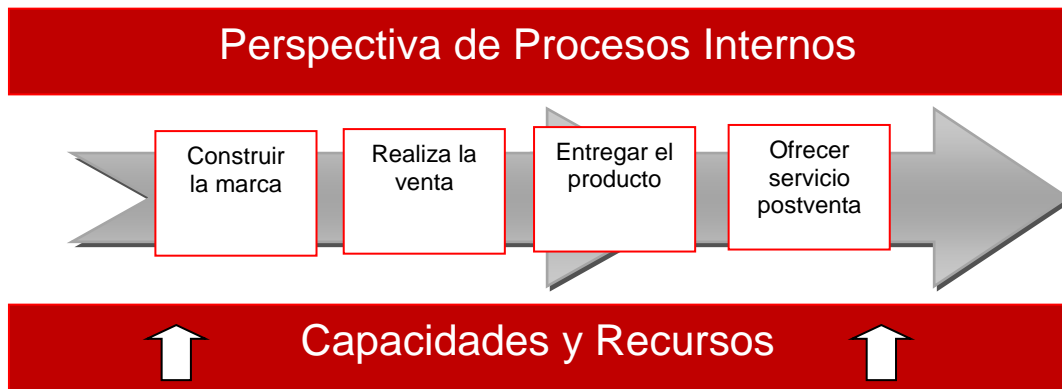 Perspectiva de Procesos Internos
Construir
la marca
Realiza la
venta
Entregar el
producto
Ofrecer
servicio
postventa
Capacidades y Recursos